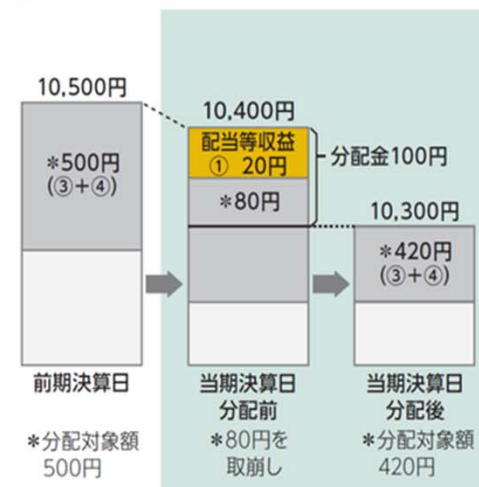 10,500円
*500円
(③+④)
前期決算日
*分配対象額
500円
10,400円
配当等収益
① 20円
*80円
分配金100円
当期決算日
分配前
*80円を
取崩し
10,300円
*420円
(③+④)
当期決算日
分配後
*分配対象額
420円